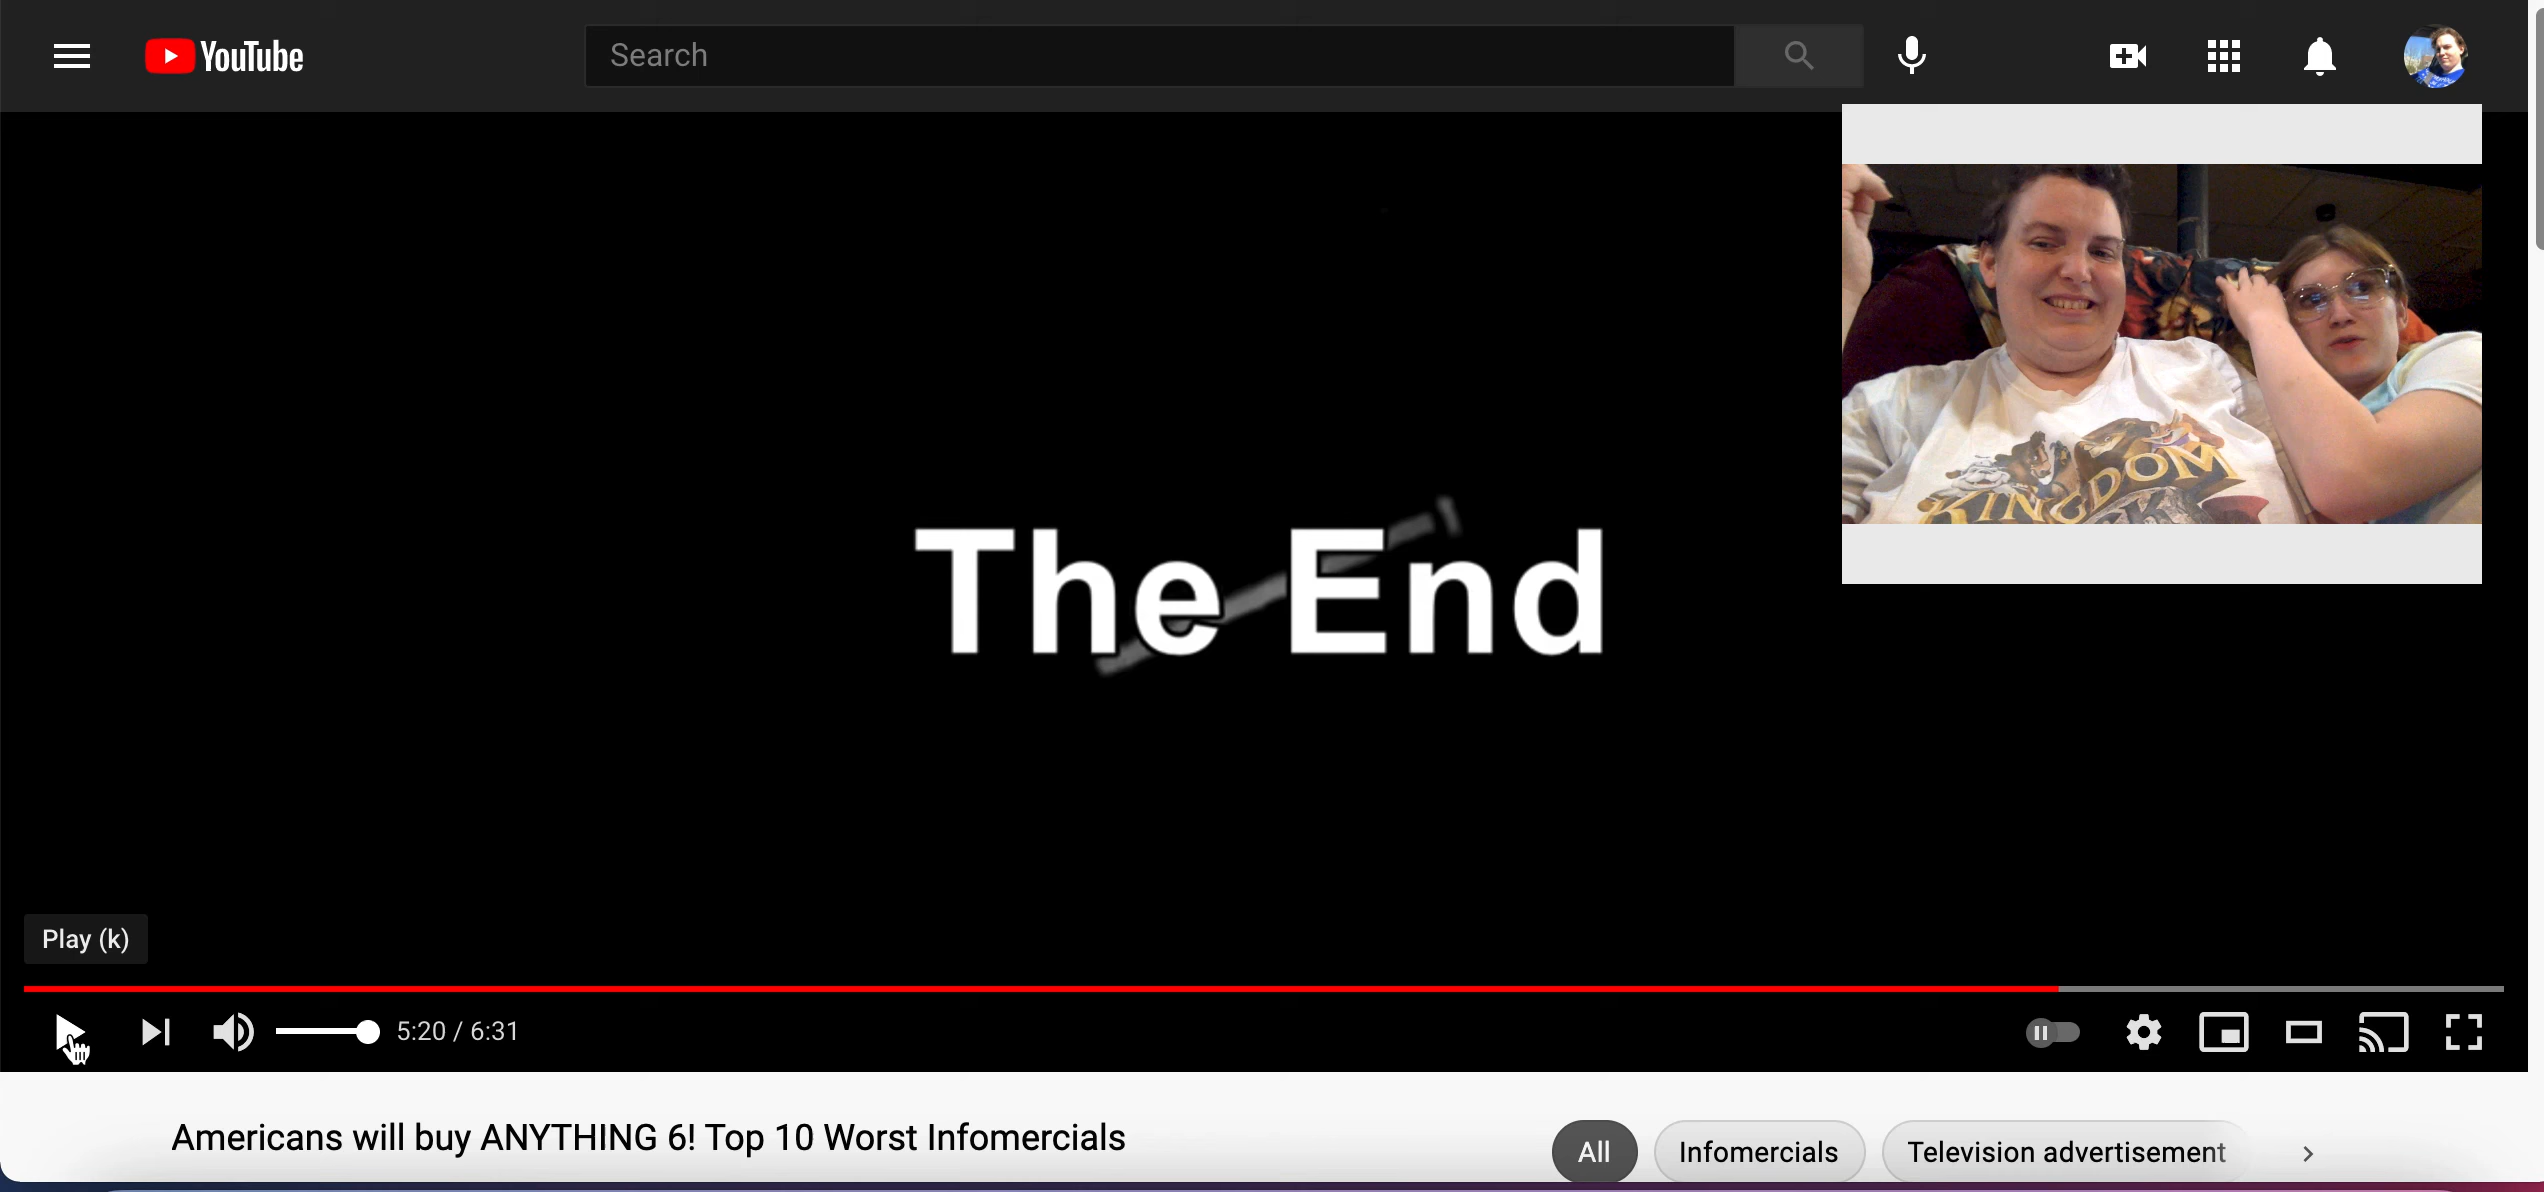 YouTube
Search
KINGDOM
The End
Play (k)
5:20 / 6:31
Americans will buy ANYTHING 6! Top 10 Worst Infomercials
All
Infomercials
Television advertisement